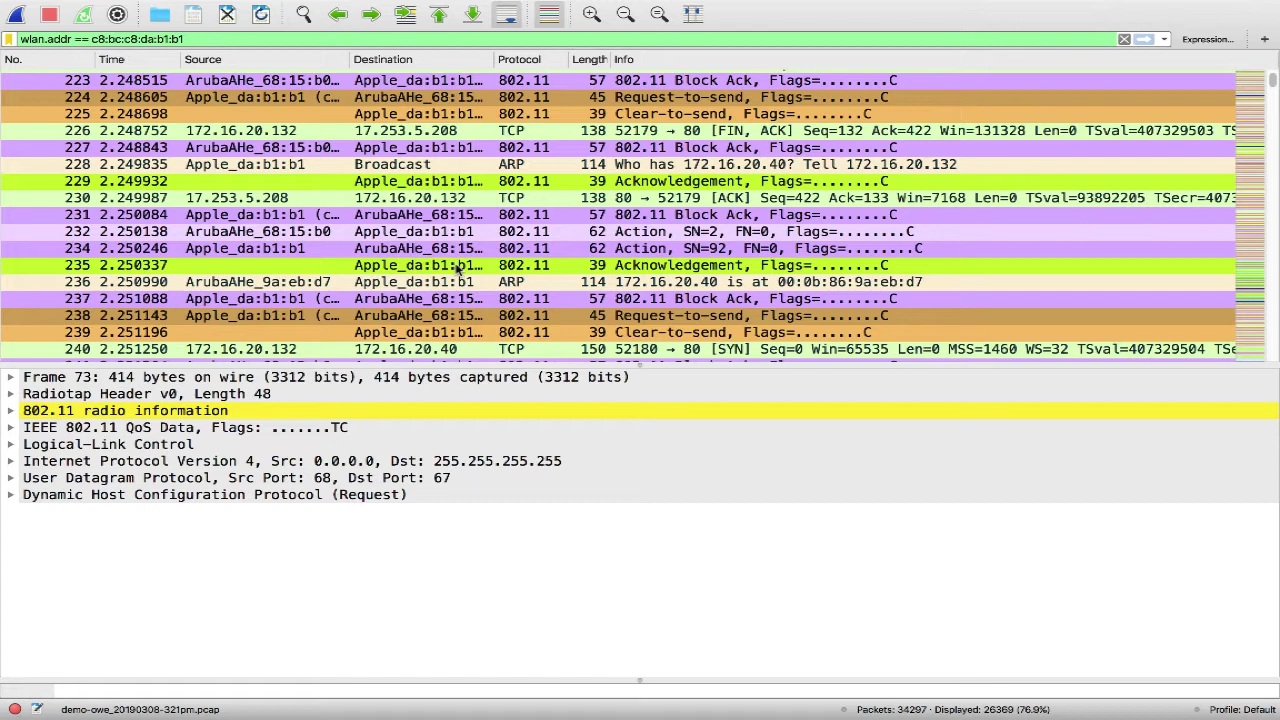 wlan.addr == c8:bc:c8:da:b1:b1 Expression… +
No. Time Source Destination Protocol Length Info
223 2.248515 ArubaAHe_68:15:b0… Apple_da:b1:b1… 802.11 57 802.11 Block Ack, Flags=........C
224 2.248605 Apple_da:b1:b1 (c… ArubaAHe_68:15… 802.11 45 Request-to-send, Flags=........C
225 2.248698 Apple_da:b1:b1… 802.11 39 Clear-to-send, Flags=........C
226 2.248752 172.16.20.132 17.253.5.208 TCP 138 52179 → 80 [FIN, ACK] Seq=132 Ack=422 Win=131328 Len=0 TSval=407329503 TS
227 2.248843 ArubaAHe_68:15:b0… Apple_da:b1:b1… 802.11 57 802.11 Block Ack, Flags=........C
228 2.249835 Apple_da:b1:b1 Broadcast ARP 114 Who has 172.16.20.40? Tell 172.16.20.132
229 2.249932 Apple_da:b1:b1… 802.11 39 Acknowledgement, Flags=........C
230 2.249987 17.253.5.208 172.16.20.132 TCP 138 80 → 52179 [ACK] Seq=422 Ack=133 Win=7168 Len=0 TSval=93892205 TSecr=407
231 2.250084 Apple_da:b1:b1 (c… ArubaAHe_68:15… 802.11 57 802.11 Block Ack, Flags=........C
232 2.250138 ArubaAHe_68:15:b0 Apple_da:b1:b1 802.11 62 Action, SN=2, FN=0, Flags=........C
234 2.250246 Apple_da:b1:b1 ArubaAHe_68:15… 802.11 62 Action, SN=92, FN=0, Flags=........C
235 2.250337 Apple_da:b1:b1… 802.11 39 Acknowledgement, Flags=........C
236 2.250990 ArubaAHe_9a:eb:d7 Apple_da:b1:b1 ARP 114 172.16.20.40 is at 00:0b:86:9a:eb:d7
237 2.251088 Apple_da:b1:b1 (c… ArubaAHe_68:15… 802.11 57 802.11 Block Ack, Flags=........C
238 2.251143 Apple_da:b1:b1 (c… ArubaAHe_68:15… 802.11 45 Request-to-send, Flags=........C
239 2.251196 Apple_da:b1:b1… 802.11 39 Clear-to-send, Flags=........C
240 2.251250 172.16.20.132 172.16.20.40 TCP 150 52180 → 80 [SYN] Seq=0 Win=65535 Len=0 MSS=1460 WS=32 TSval=407329504 TSe
Frame 73: 414 bytes on wire (3312 bits), 414 bytes captured (3312 bits)
Radiotap Header v0, Length 48
802.11 radio information
IEEE 802.11 QoS Data, Flags: .......TC
Logical-Link Control
Internet Protocol Version 4, Src: 0.0.0.0, Dst: 255.255.255.255
User Datagram Protocol, Src Port: 68, Dst Port: 67
Dynamic Host Configuration Protocol (Request)
demo-owe_20190308-321pm.pcap Packets: 34297 · Displayed: 26369 (76.9%) Profile: Default